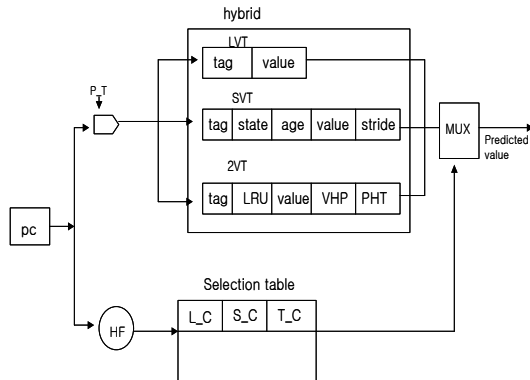 hybrid
LVT
tag value
P_T
SVT
tag state age value stride
MUX
Predicted
value
2VT
tag LRU value VHP PHT
pc
Selection table
L_C S_C T_C
HF